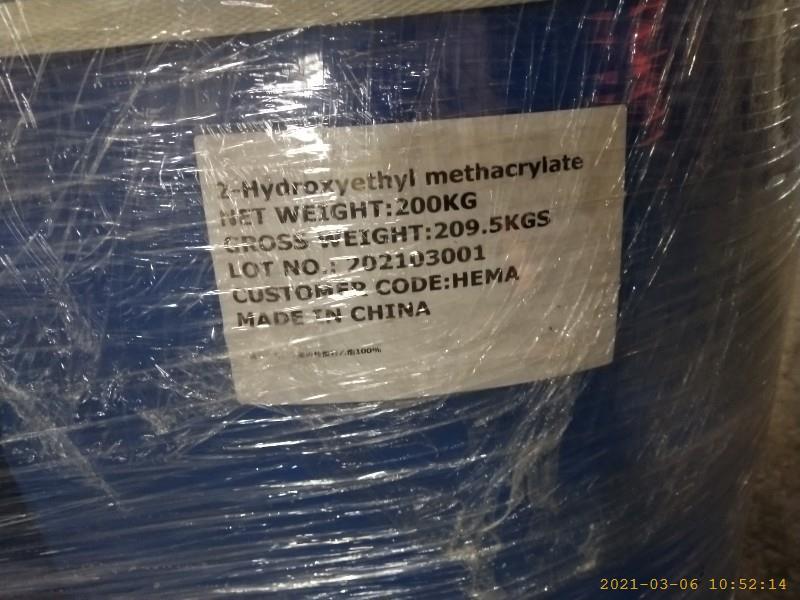 2-Hydroxyethyl methacrylate
NET WEIGHT:200KG
GROSS WEIGHT:209.5KGS
LOT NO.: 202103001
CUSTOMER CODE:HEMA
MADE IN CHINA
100%
2021-03-06 10:52:14